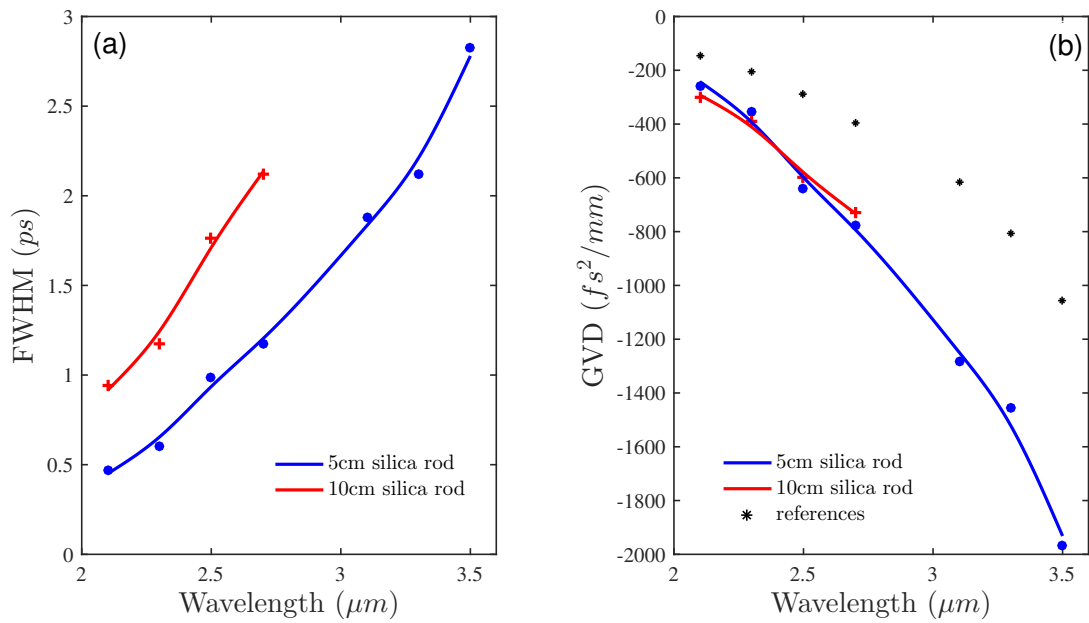 (a)
3
2.5
2
1.5
1
0.5
0
FWHM (ps)
5cm silica rod
10cm silica rod
2
2.5
3
3.5
Wavelength (μm)
(b)
0
-200
-400
-600
-800
-1000
-1200
-1400
-1600
-1800
-2000
GVD (fs²/mm)
5cm silica rod
10cm silica rod
references
2
2.5
3
3.5
Wavelength (μm)